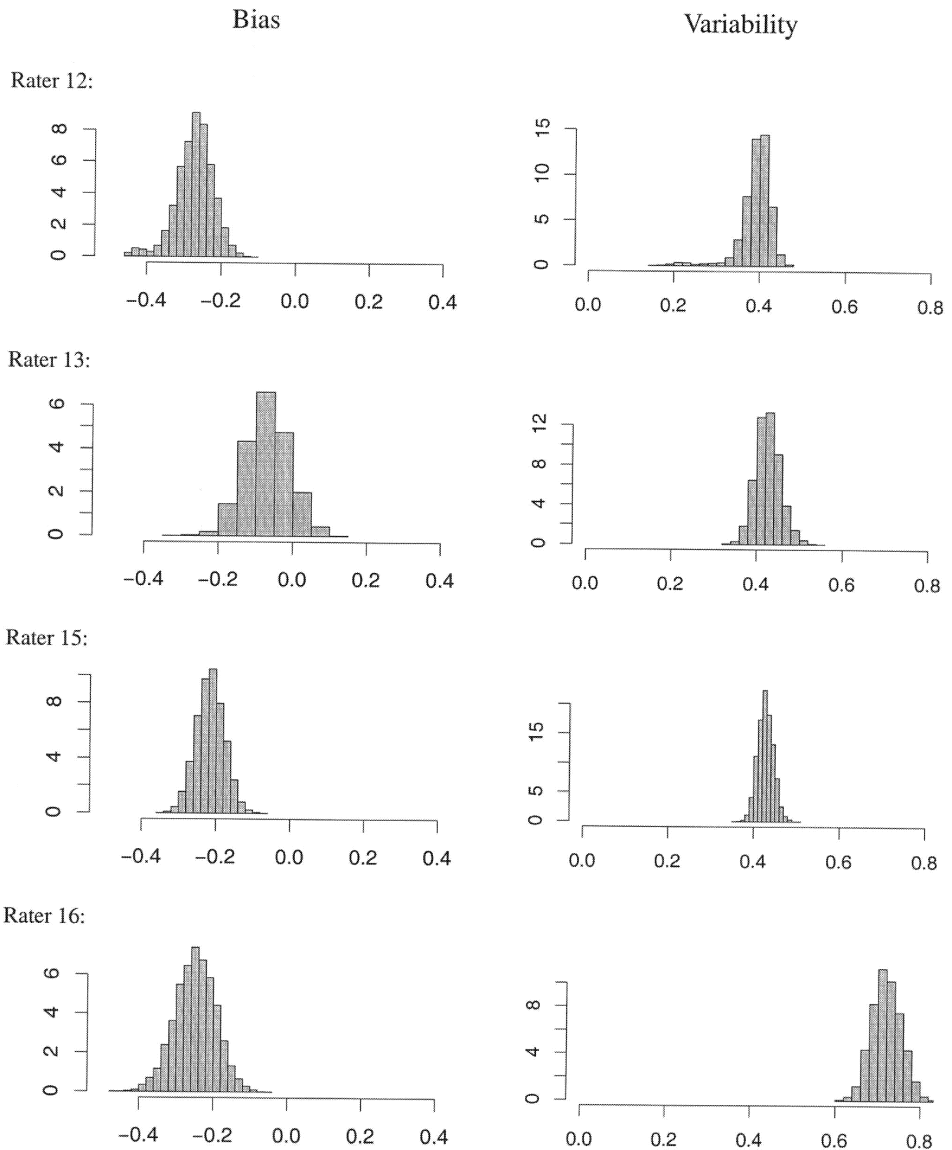 Bias Variability
Rater 12:
0 2 4 6 8
−0.4 −0.2 0.0 0.2 0.4
0 5 10 15
0.0 0.2 0.4 0.6 0.8
Rater 13:
0 2 4 6
−0.4 −0.2 0.0 0.2 0.4
0 4 8 12
0.0 0.2 0.4 0.6 0.8
Rater 15:
0 4 8
−0.4 −0.2 0.0 0.2 0.4
0 5 15
0.0 0.2 0.4 0.6 0.8
Rater 16:
0 2 4 6
−0.4 −0.2 0.0 0.2 0.4
0 4 8
0.0 0.2 0.4 0.6 0.8